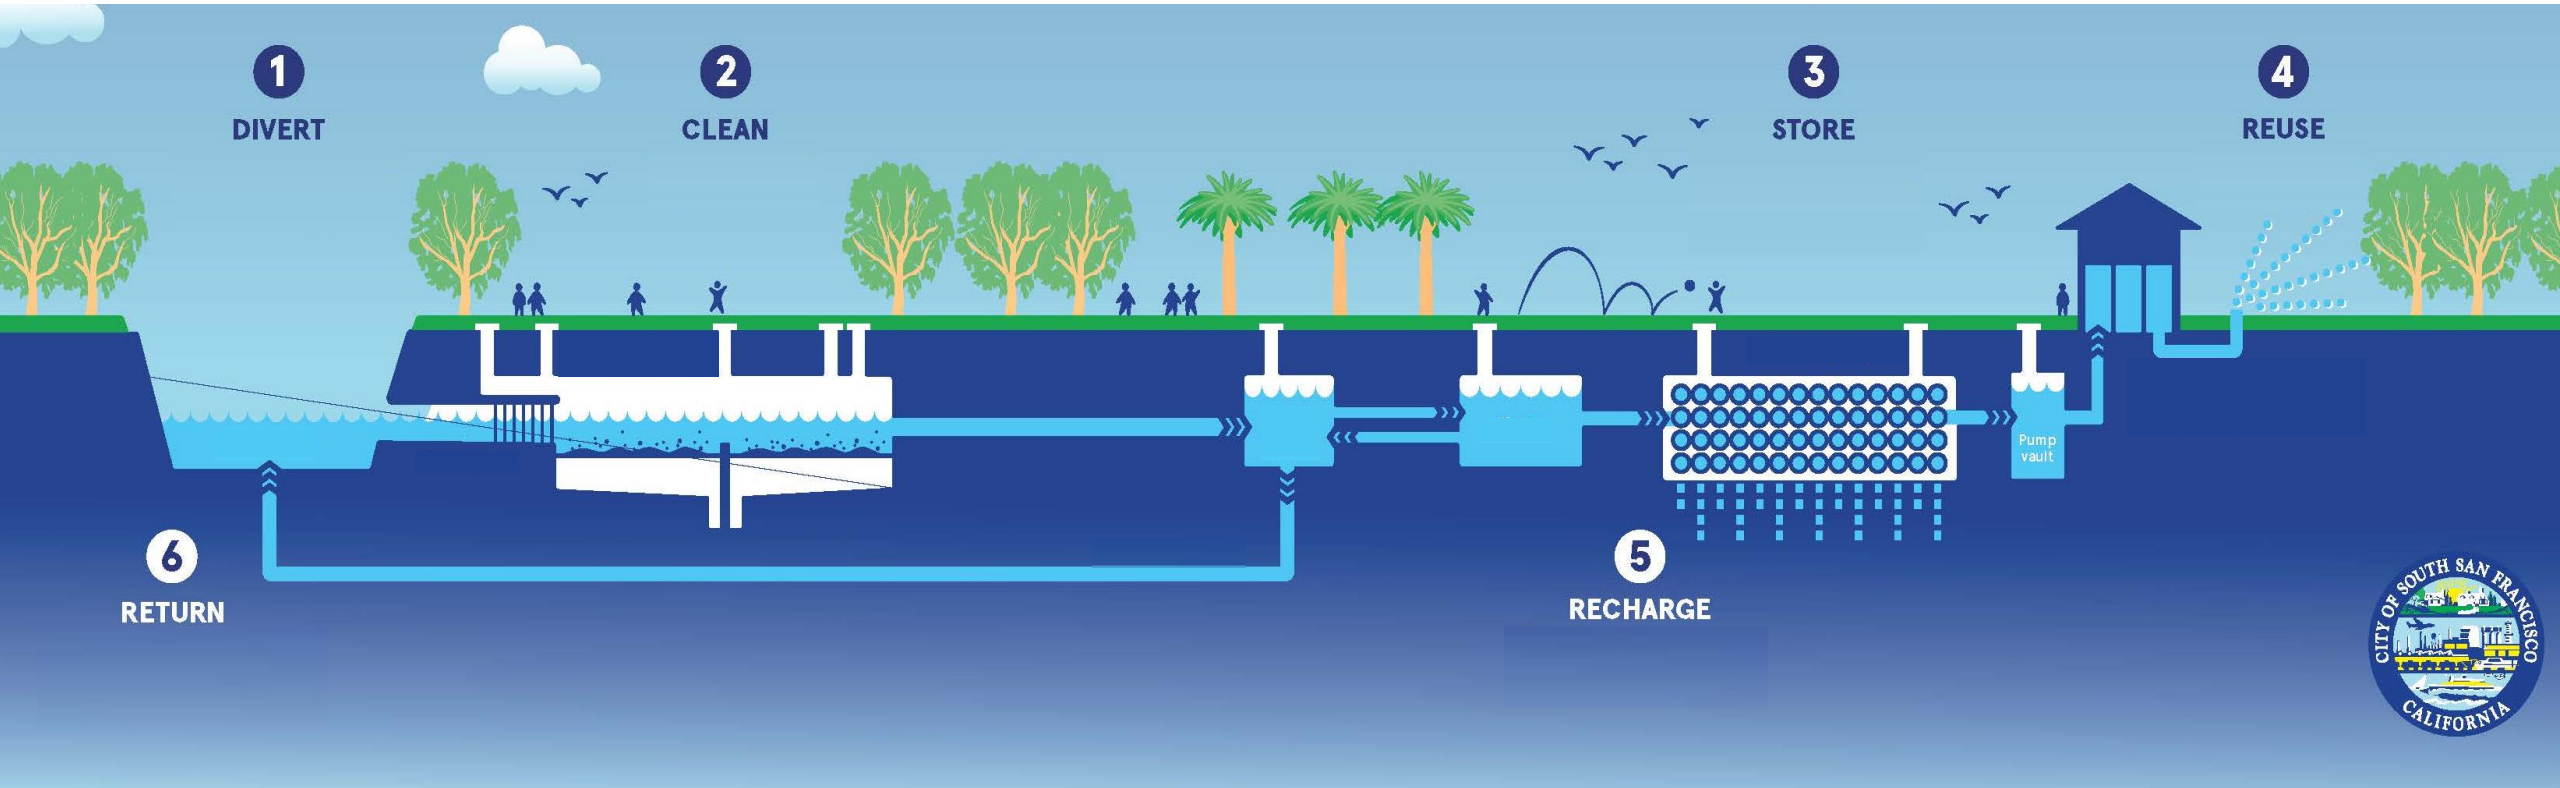 1
DIVERT
2
CLEAN
3
STORE
4
REUSE
Pump
vault
6
RETURN
5
RECHARGE
CITY OF SOUTH SAN FRANCISCO
CALIFORNIA